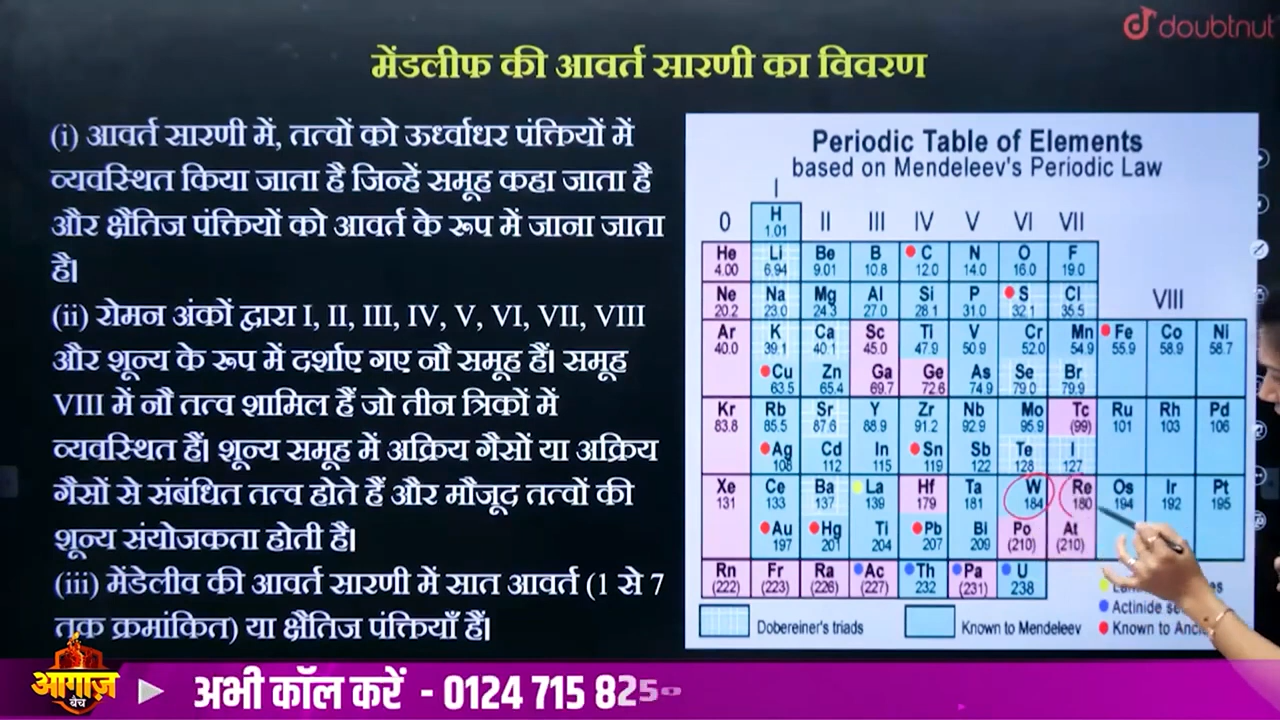 doubtnut
मेंडलीफ की आवर्त सारणी का विवरण
(i) आवर्त सारणी में, तत्वों को ऊर्ध्वाधर पंक्तियों में
व्यवस्थित किया जाता है जिन्हें समूह कहा जाता है
और क्षैतिज पंक्तियों को आवर्त के रूप में जाना जाता
है।
(ii) रोमन अंकों द्वारा I, II, III, IV, V, VI, VII, VIII
और शून्य के रूप में दर्शाए गए नौ समूह हैं। समूह
VIII में नौ तत्व शामिल हैं जो तीन त्रिकों में
व्यवस्थित हैं। शून्य समूह में अक्रिय गैसों या अक्रिय
गैसों से संबंधित तत्व होते हैं और मौजूद तत्वों की
शून्य संयोजकता होती है।
(iii) मेंडेलीव की आवर्त सारणी में सात आवर्त (1 से 7
तक क्रमांकित) या क्षैतिज पंक्तियाँ हैं।
Periodic Table of Elements
based on Mendeleev's Periodic Law
I
0 II III IV V VI VII
H
1.01
He Li Be B C N O F
4.00 6.94 9.01 10.8 12.0 14.0 16.0 19.0
Ne Na Mg Al Si P S Cl VIII
20.2 23.0 24.3 27.0 28.1 31.0 32.1 35.5
Ar K Ca Sc Ti V Cr Mn Fe Co Ni
40.0 39.1 40.1 45.0 47.9 50.9 52.0 54.9 55.9 58.9 58.7
Cu Zn Ga Ge As Se Br
63.5 65.4 69.7 72.6 74.9 79.0 79.9
Kr Rb Sr Y Zr Nb Mo Tc Ru Rh Pd
83.8 85.5 87.6 88.9 91.2 92.9 95.9 (99) 101 103 106
Ag Cd In Sn Sb Te I
108 112 115 119 122 128 127
Xe Ce Ba La Hf Ta W Re Os Ir Pt
131 133 137 139 179 181 184 180 194 192 195
Au Hg Ti Pb Bi Po At
197 201 204 207 209 (210) (210)
Rn Fr Ra Ac Th Pa U
(222) (223) (226) (227) 232 (231) 238
Actinide
Dobereiner's triads Known to Mendeleev Known to
आगाज़
बैच
अभी कॉल करें - 0124 715 825